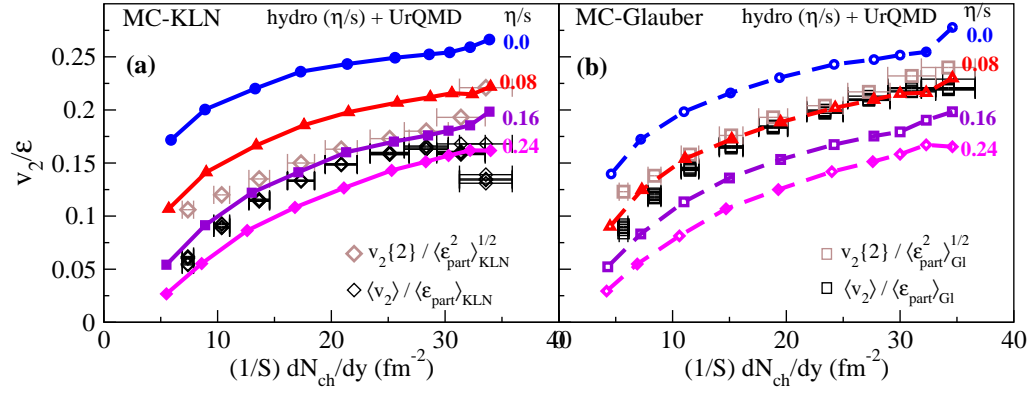 MC-KLN hydro (η/s) + UrQMD η/s
(a)
0.0
0.08
0.16
0.24
v₂{2} / ⟨ε²part⟩^1/2 KLN
⟨v₂⟩ / ⟨εpart⟩KLN
v₂/ε
0
0.05
0.1
0.15
0.2
0.25
0 10 20 30 40
(1/S) dNch/dy (fm⁻²)
MC-Glauber hydro (η/s) + UrQMD η/s
(b)
0.0
0.08
0.16
0.24
v₂{2} / ⟨ε²part⟩^1/2 Gl
⟨v₂⟩ / ⟨εpart⟩Gl
0 10 20 30 40
(1/S) dNch/dy (fm⁻²)